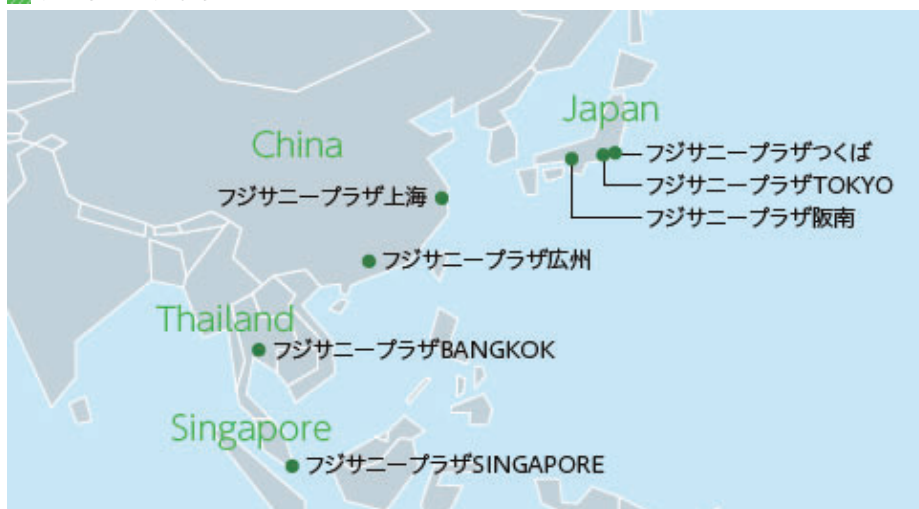 Japan
China
フジサニープラザつくば
フジサニープラザTOKYO
フジサニープラザ上海
フジサニープラザ阪南
フジサニープラザ広州
Thailand
フジサニープラザBANGKOK
Singapore
フジサニープラザSINGAPORE